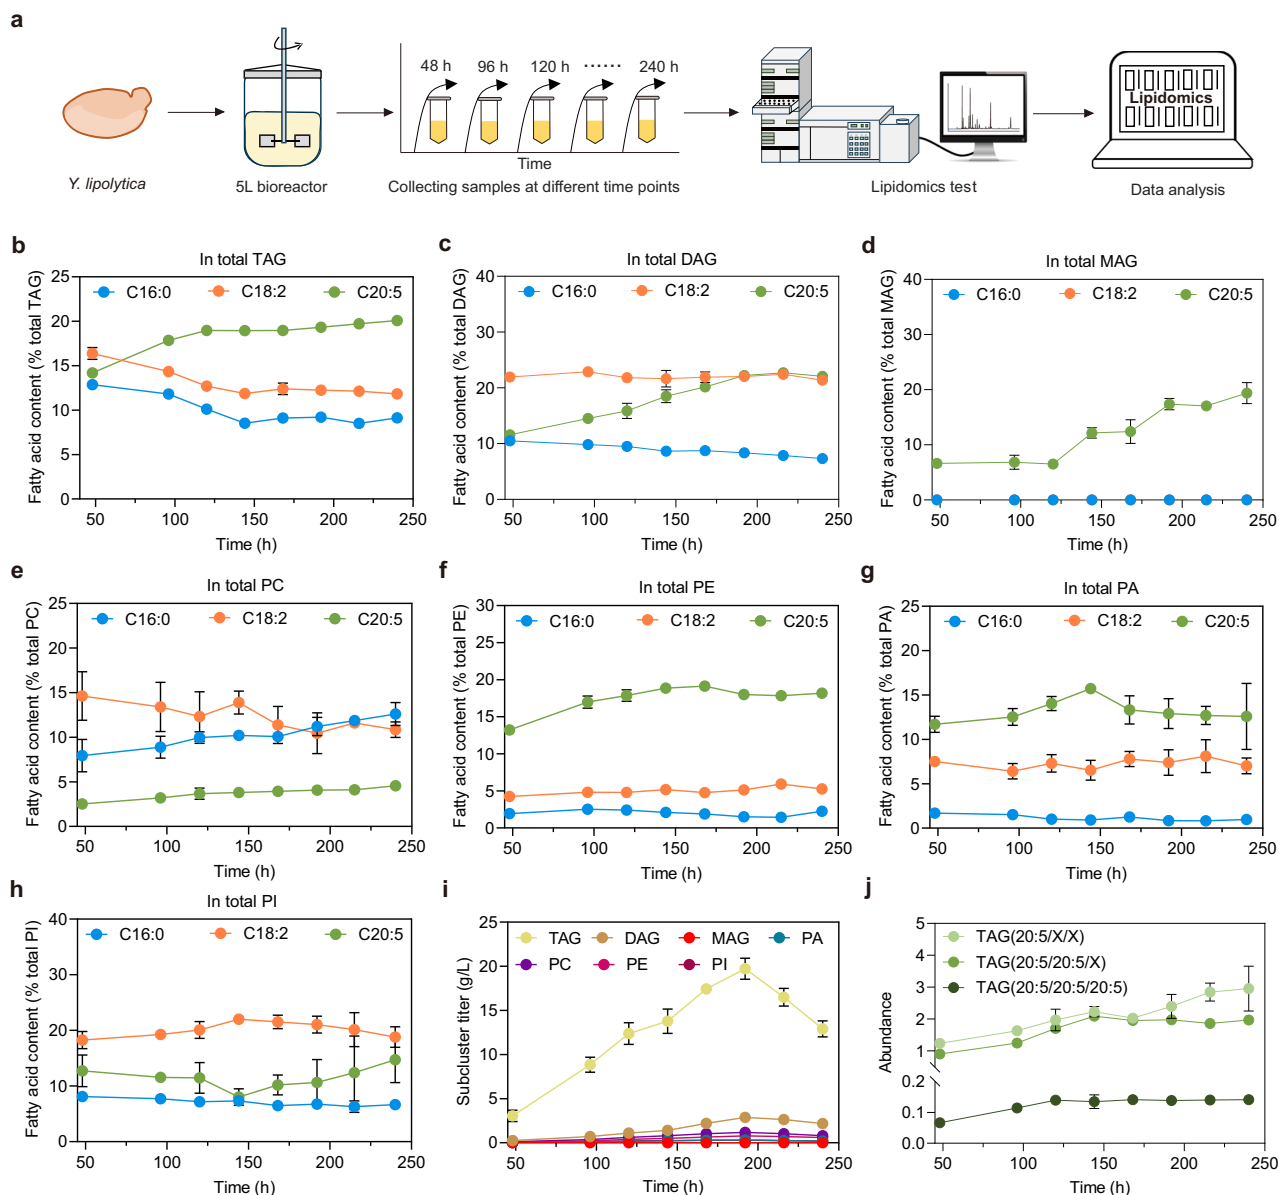 a
48 h
96 h
120 h
······
240 h
Lipidomics
Time
Y. lipolytica
5L bioreactor
Collecting samples at different time points
Lipidomics test
Data analysis
b
In total TAG
Fatty acid content (% total TAG)
C16:0
C18:2
C20:5
25
20
15
10
5
0
50
100
150
200
250
Time (h)
c
In total DAG
Fatty acid content (% total DAG)
C16:0
C18:2
C20:5
40
30
20
10
0
50
100
150
200
250
Time (h)
d
In total MAG
Fatty acid content (% total MAG)
C16:0
C18:2
C20:5
40
30
20
10
0
50
100
150
200
250
Time (h)
e
In total PC
Fatty acid content (% total PC)
C16:0
C18:2
C20:5
25
20
15
10
5
0
50
100
150
200
250
Time (h)
f
In total PE
Fatty acid content (% total PE)
C16:0
C18:2
C20:5
30
25
20
15
10
5
0
50
100
150
200
250
Time (h)
g
In total PA
Fatty acid content (% total PA)
C16:0
C18:2
C20:5
25
20
15
10
5
0
50
100
150
200
250
Time (h)
h
In total PI
Fatty acid content (% total PI)
C16:0
C18:2
C20:5
40
30
20
10
0
50
100
150
200
250
Time (h)
i
Subcluster titer (g/L)
TAG
DAG
MAG
PA
PC
PE
PI
25
20
15
10
5
0
50
100
150
200
250
Time (h)
j
Abundance
TAG(20:5/X/X)
TAG(20:5/20:5/X)
TAG(20:5/20:5/20:5)
5
4
3
2
1
0.2
0.1
0.0
50
100
150
200
250
Time (h)